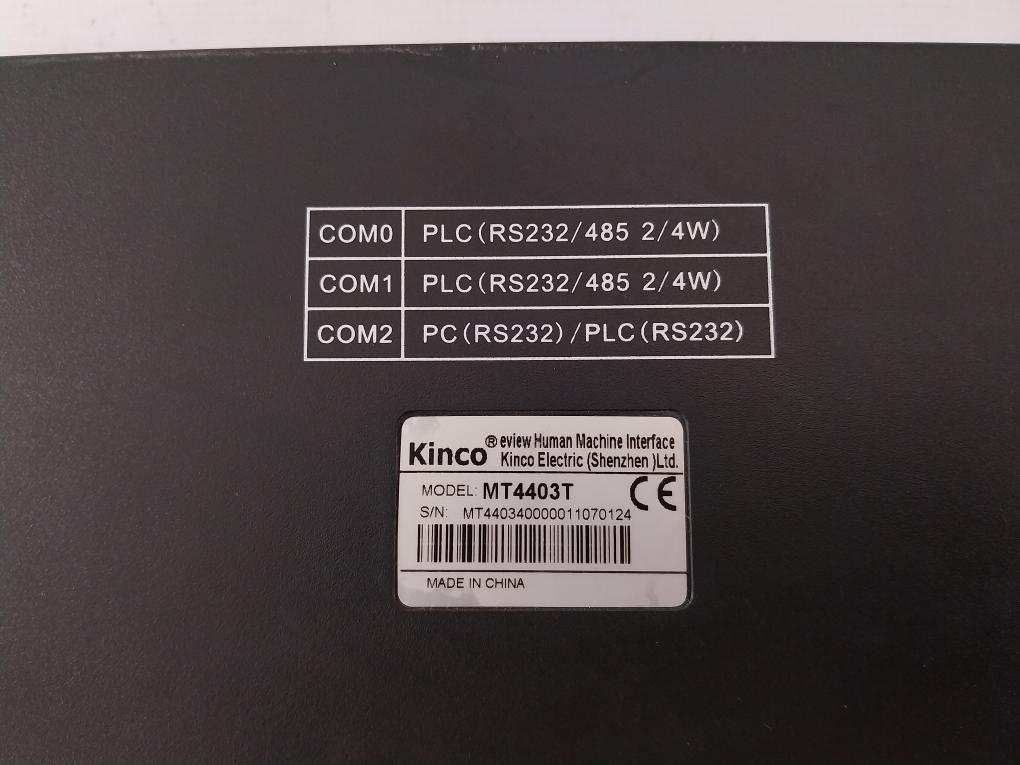 COM0 PLC(RS232/485 2/4W)
COM1 PLC(RS232/485 2/4W)
COM2 PC(RS232)/PLC(RS232)
Kinco® eview Human Machine Interface
Kinco Electric (Shenzhen )Ltd.
MODEL: MT4403T CE
S/N: MT440340000011070124
MADE IN CHINA